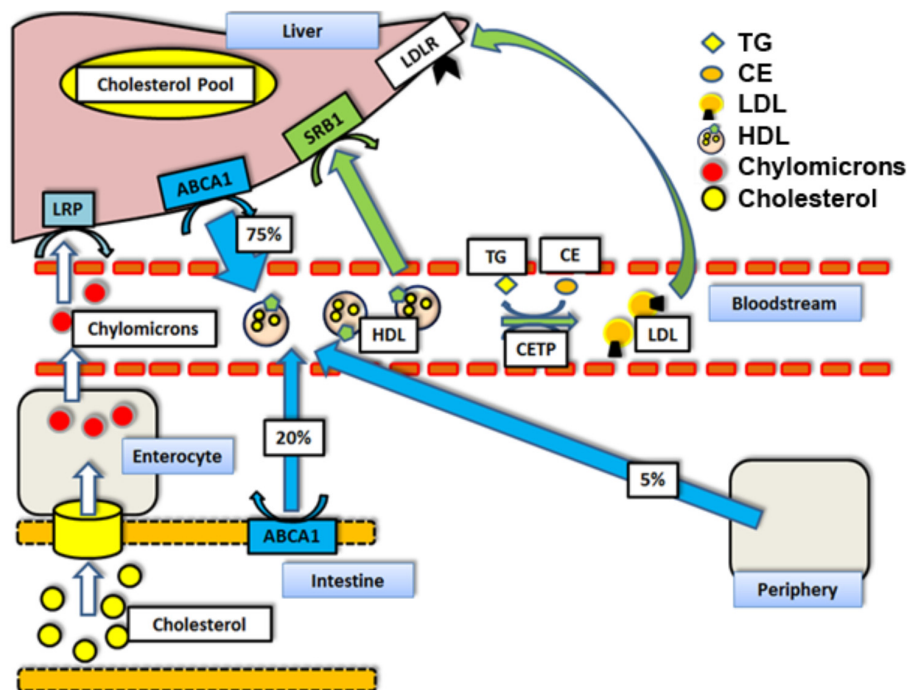 Liver
LDLR
Cholesterol Pool
SRB1
ABCA1
LRP
75%
TG
CE
LDL
HDL
Chylomicrons
Cholesterol
TG
CE
Bloodstream
Chylomicrons
HDL
CETP
LDL
Enterocyte
20%
5%
ABCA1
Intestine
Periphery
Cholesterol